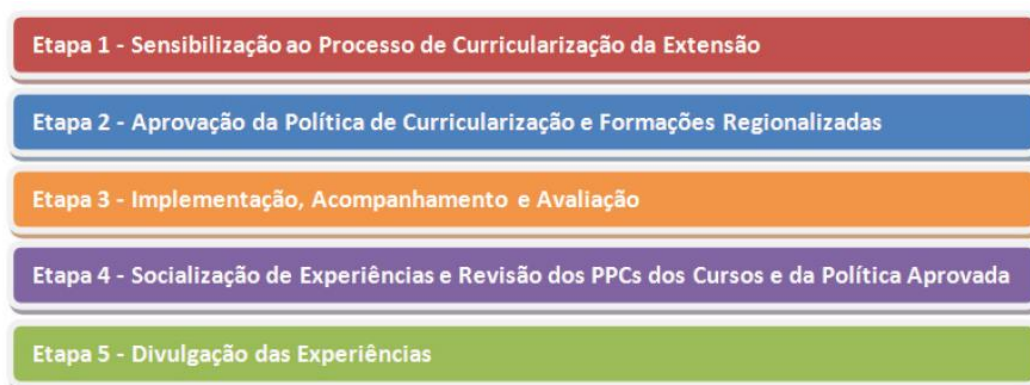 Etapa 1 - Sensibilização ao Processo de Curricularização da Extensão
Etapa 2 - Aprovação da Política de Curricularização e Formações Regionalizadas
Etapa 3 - Implementação, Acompanhamento e Avaliação
Etapa 4 - Socialização de Experiências e Revisão dos PPCs dos Cursos e da Política Aprovada
Etapa 5 - Divulgação das Experiências